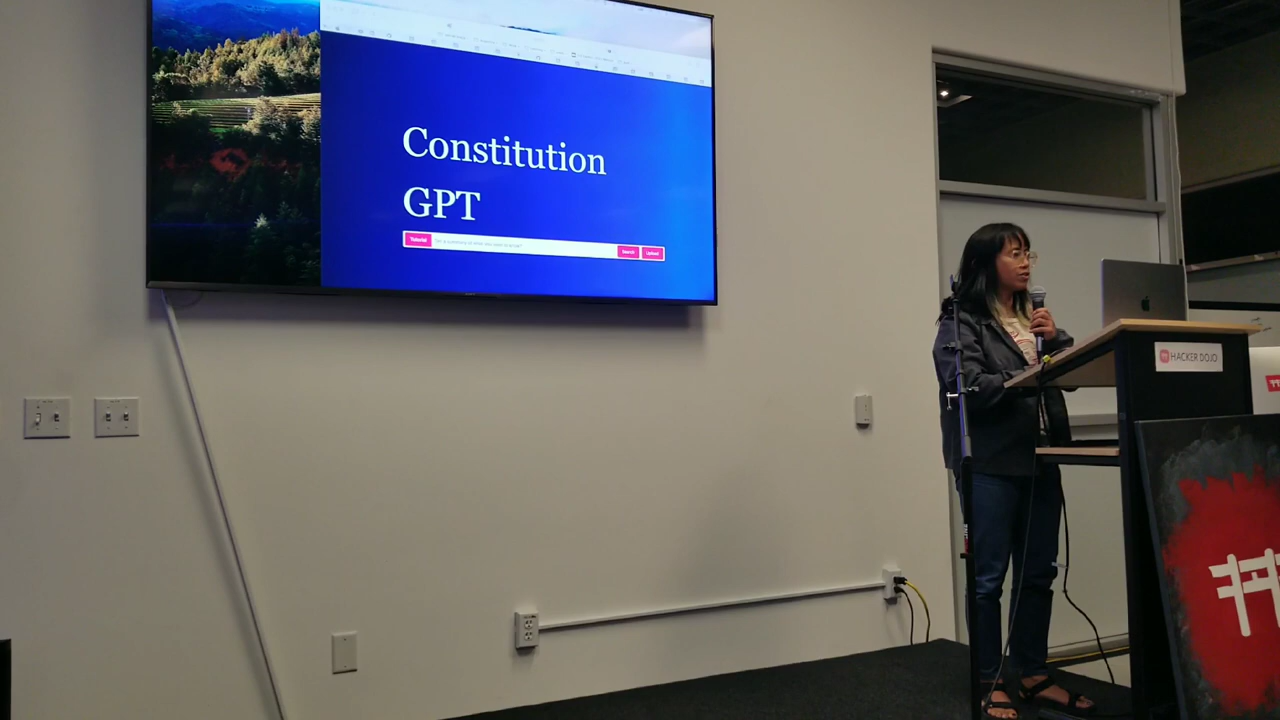 Constitution
GPT
Tutorial
Search
Upload
HACKER DOJO